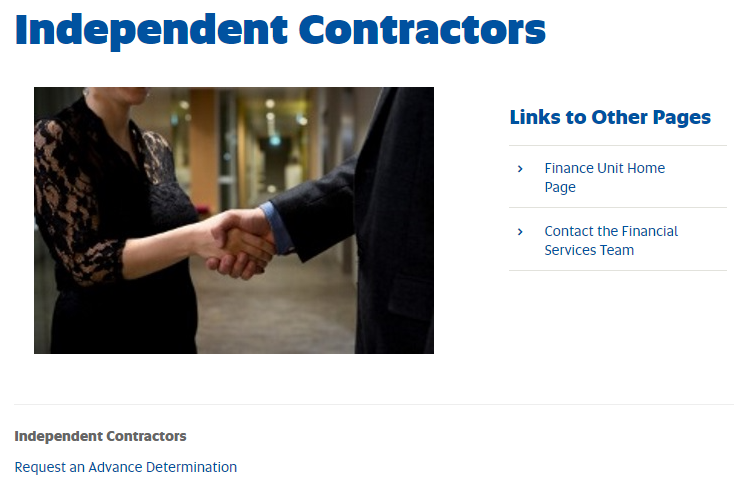 Independent Contractors
Links to Other Pages
Finance Unit Home
Page
Contact the Financial
Services Team
Independent Contractors
Request an Advance Determination